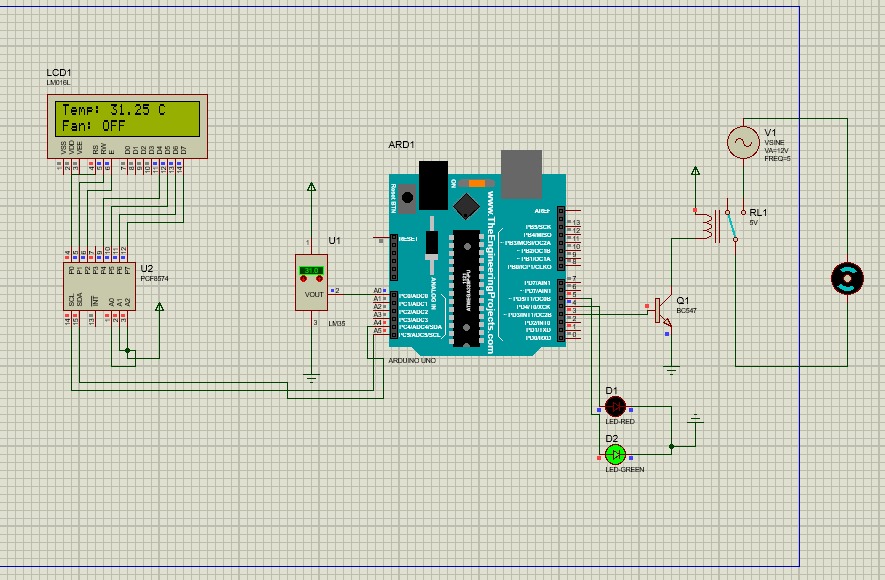 LCD1
LM016L
Temp: 31.25 C
Fan: OFF
VSS VDD VEE RS RW E D0 D1 D2 D3 D4 D5 D6 D7
1 2 3 4 5 6 7 8 9 10 11 12 13 14
U2
PCF8574
4 5 6 7 9 10 11 12
P0 P1 P2 P3 P4 P5 P6 P7
SCL SDA INT A0 A1 A2
14 15 13 1 2 3
U1
1
31.0
VOUT
2
3
LM35
ARD1
Reset BTN
ON
www.TheEngineeringProjects.com
RESET
ANALOG IN
A0
A1
A2
A3
A4
A5
PC0/ADC0
PC1/ADC1
PC2/ADC2
PC3/ADC3
PC4/ADC4/SDA
PC5/ADC5/SCL
AREF
13
12
11
10
9
8
PB5/SCK
PB4/MISO
~PB3/MOSI/OC2A
~ PB2/OC1B
~ PB1/OC1A
PB0/ICP1/CLKO
7
6
5
4
3
2
1
0
PD7/AIN1
~ PD6/AIN0
~ PD5/T1/OC0B
PD4/T0/XCK
~ PD3/INT1/OC2B
PD2/INT0
PD1/TXD
PD0/RXD
ARDUINO UNO
V1
VSINE
VA=12V
FREQ=5
RL1
5V
Q1
BC547
D1
LED-RED
D2
LED-GREEN